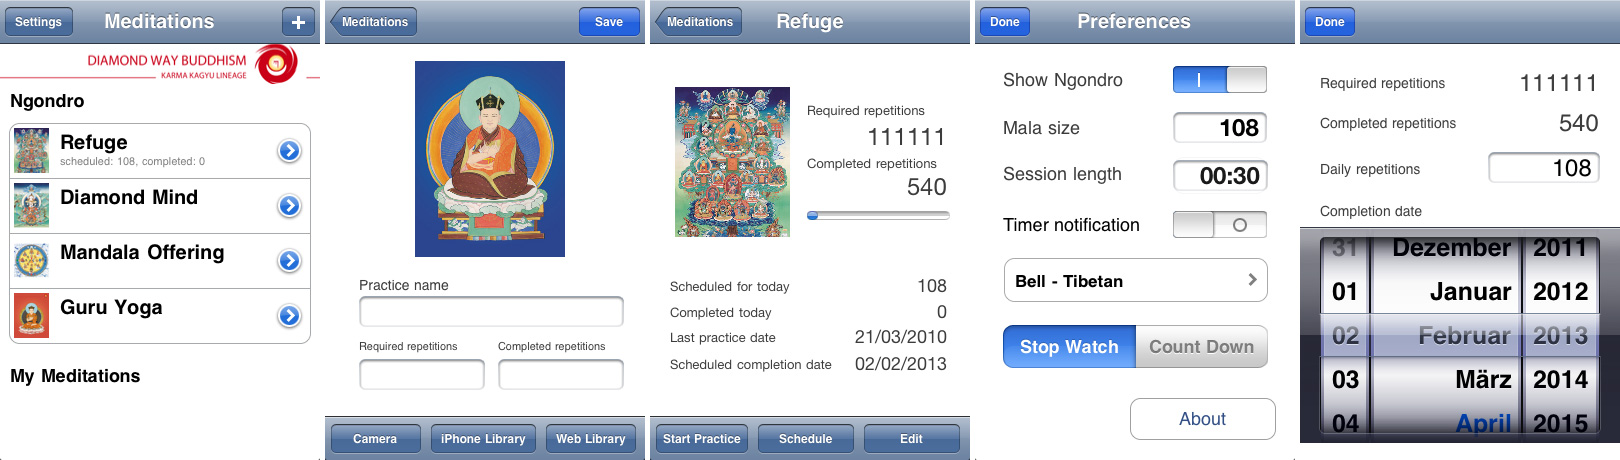 Settings
Meditations
+
DIAMOND WAY BUDDHISM
KARMA KAGYU LINEAGE
Ngondro
Refuge
scheduled: 108, completed: 0
Diamond Mind
Mandala Offering
Guru Yoga
My Meditations
Meditations
Save
Practice name
Required repetitions
Completed repetitions
Camera
iPhone Library
Web Library
Meditations
Refuge
Required repetitions
111111
Completed repetitions
540
Scheduled for today 108
Completed today 0
Last practice date 21/03/2010
Scheduled completion date 02/02/2013
Start Practice
Schedule
Edit
Done
Preferences
Show Ngondro
Mala size 108
Session length 00:30
Timer notification
Bell - Tibetan
Stop Watch
Count Down
About
Done
Required repetitions 111111
Completed repetitions 540
Daily repetitions 108
Completion date
31 Dezember 2011
01 Januar 2012
02 Februar 2013
03 März 2014
04 April 2015